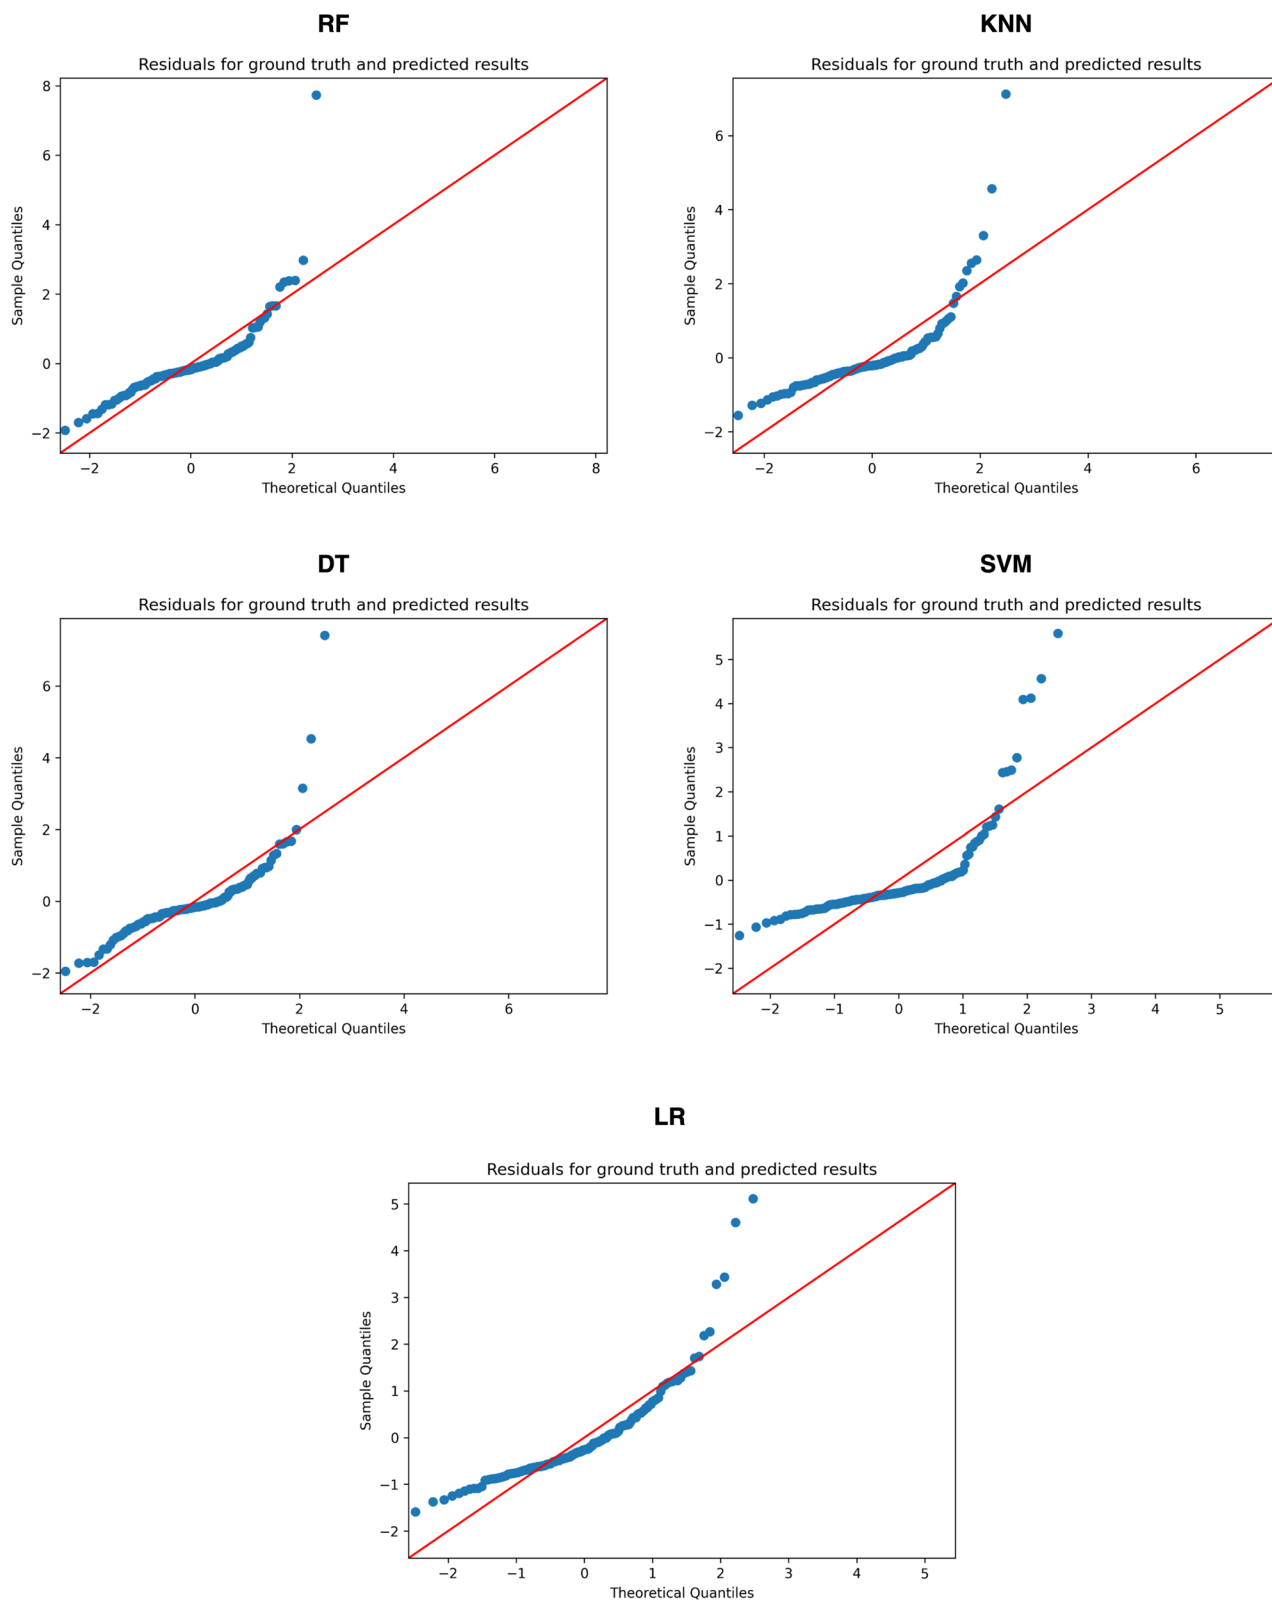 RF
Residuals for ground truth and predicted results
8
6
4
2
0
−2
Sample Quantiles
−2 0 2 4 6 8
Theoretical Quantiles
KNN
Residuals for ground truth and predicted results
6
4
2
0
−2
Sample Quantiles
−2 0 2 4 6
Theoretical Quantiles
DT
Residuals for ground truth and predicted results
6
4
2
0
−2
Sample Quantiles
−2 0 2 4 6
Theoretical Quantiles
SVM
Residuals for ground truth and predicted results
5
4
3
2
1
0
−1
−2
Sample Quantiles
−2 −1 0 1 2 3 4 5
Theoretical Quantiles
LR
Residuals for ground truth and predicted results
5
4
3
2
1
0
−1
−2
Sample Quantiles
−2 −1 0 1 2 3 4 5
Theoretical Quantiles